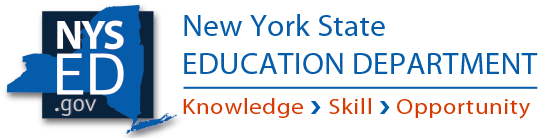 NYS
ED
.gov
New York State
EDUCATION DEPARTMENT
Knowledge › Skill › Opportunity